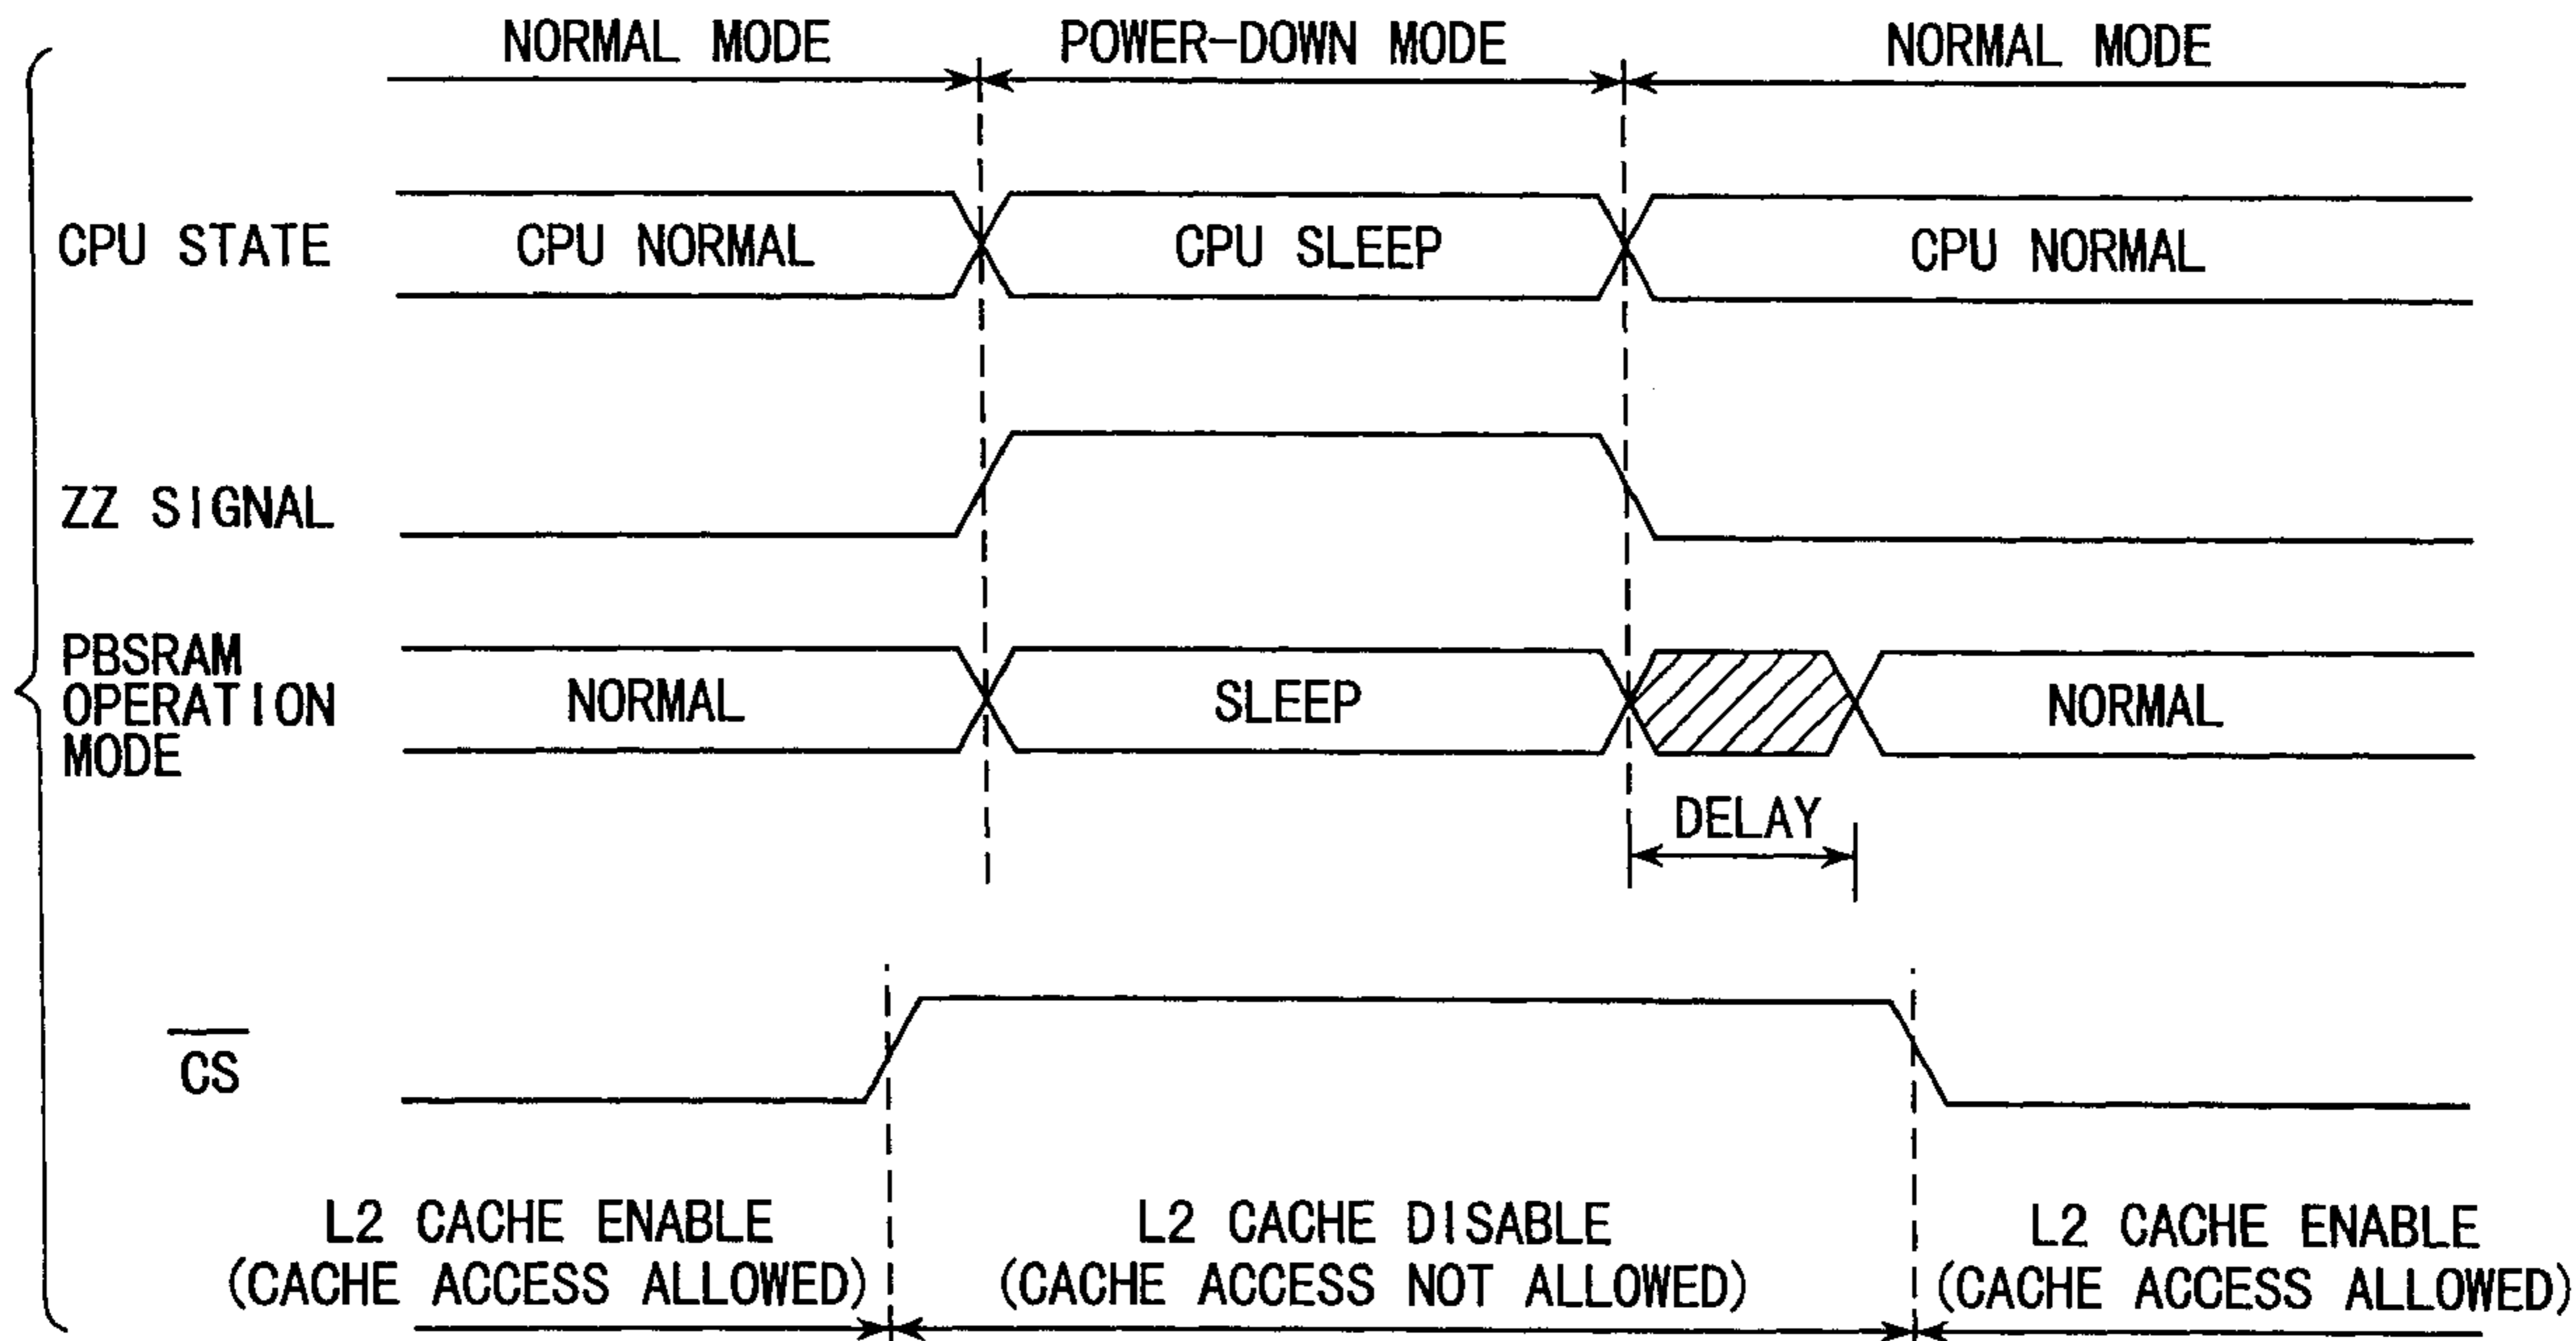 NORMAL MODE
POWER-DOWN MODE
NORMAL MODE
CPU STATE
CPU NORMAL
CPU SLEEP
CPU NORMAL
ZZ SIGNAL
PBSRAM
OPERATION
MODE
NORMAL
SLEEP
NORMAL
DELAY
C̅S̅
L2 CACHE ENABLE
(CACHE ACCESS ALLOWED)
L2 CACHE DISABLE
(CACHE ACCESS NOT ALLOWED)
L2 CACHE ENABLE
(CACHE ACCESS ALLOWED)